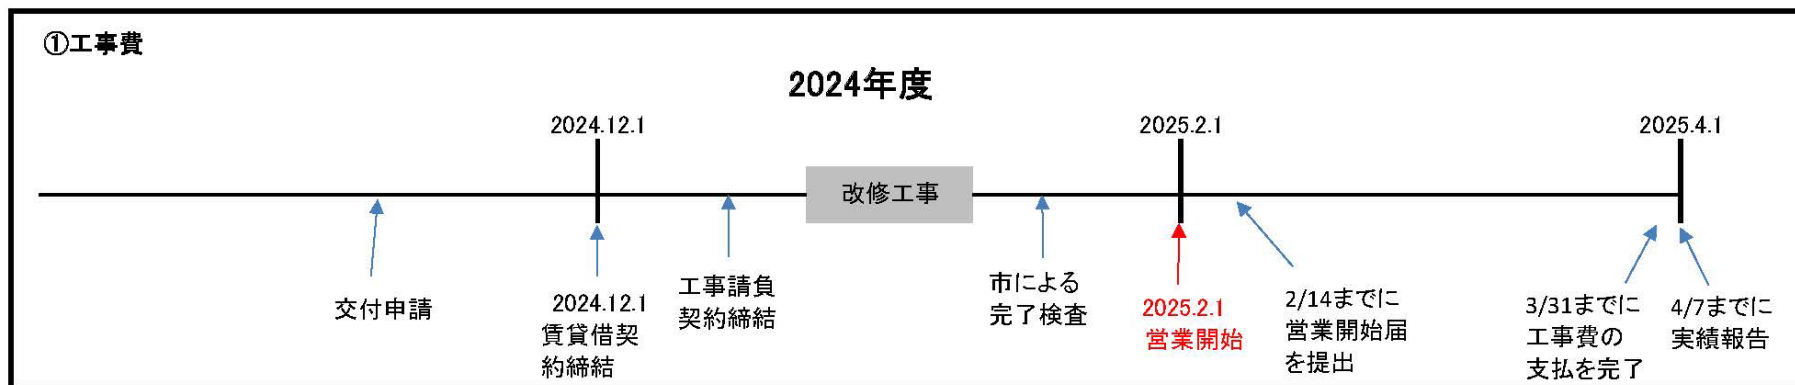 ①工事費
2024年度
2024.12.1
2025.2.1
2025.4.1
改修工事
交付申請
2024.12.1
賃貸借契
約締結
工事請負
契約締結
市による
完了検査
2025.2.1
営業開始
2/14までに
営業開始届
を提出
3/31までに
工事費の
支払を完了
4/7までに
実績報告